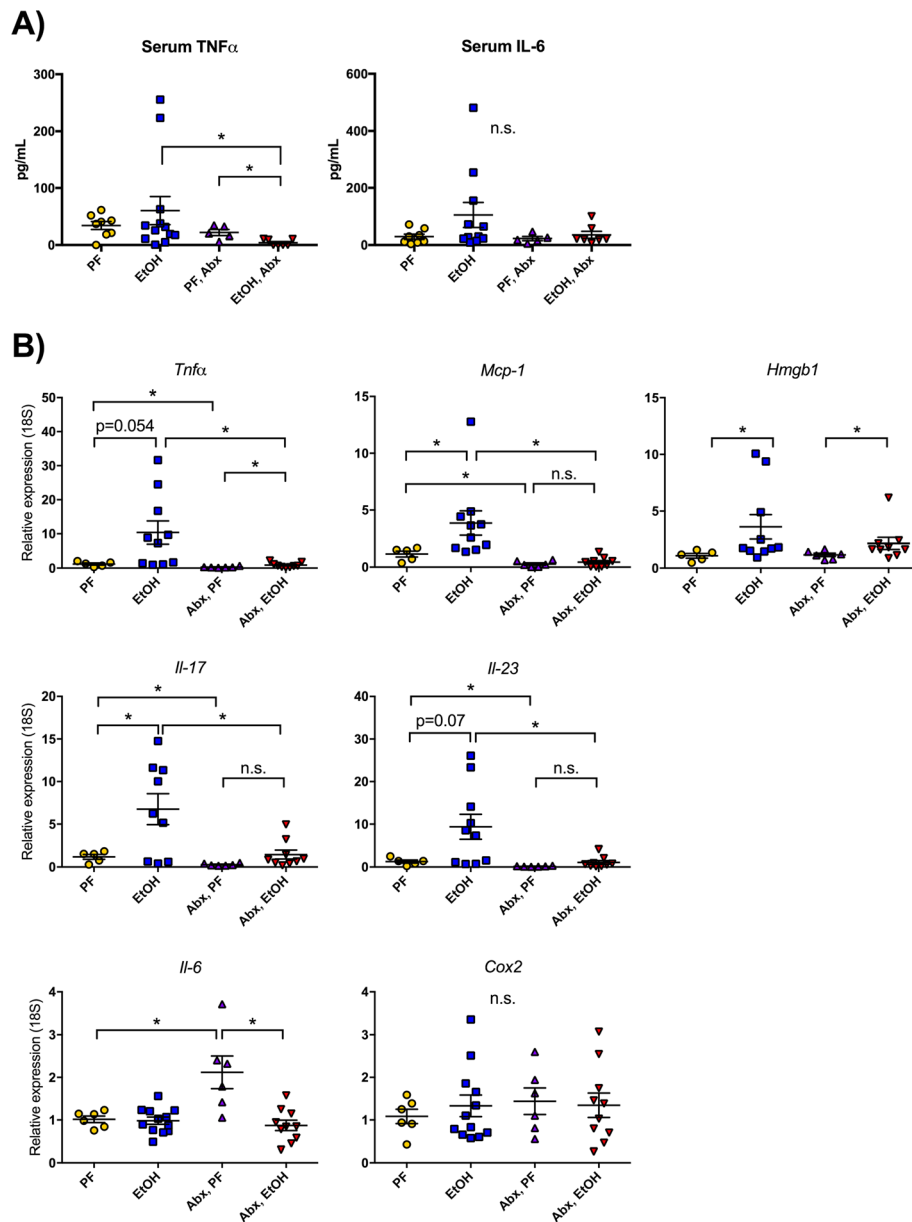 A)
Serum TNFα
Serum IL-6
pg/mL
300
200
100
0
*
*
PF
EtOH
PF, Abx
EtOH, Abx
pg/mL
600
400
200
0
n.s.
PF
EtOH
PF, Abx
EtOH, Abx
B)
Tnfα
Mcp-1
Hmgb1
Relative expression (18S)
50
40
30
20
10
0
*
p=0.054
*
*
PF
EtOH
Abx, PF
Abx, EtOH
15
10
5
0
*
*
*
n.s.
PF
EtOH
Abx, PF
Abx, EtOH
15
10
5
0
*
*
PF
EtOH
Abx, PF
Abx, EtOH
Il-17
Il-23
Relative expression (18S)
20
15
10
5
0
*
*
*
n.s.
PF
EtOH
Abx, PF
Abx, EtOH
40
30
20
10
0
*
p=0.07
*
n.s.
PF
EtOH
Abx, PF
Abx, EtOH
Il-6
Cox2
Relative expression (18S)
4
3
2
1
0
*
*
PF
EtOH
Abx, PF
Abx, EtOH
4
3
2
1
0
n.s.
PF
EtOH
Abx, PF
Abx, EtOH